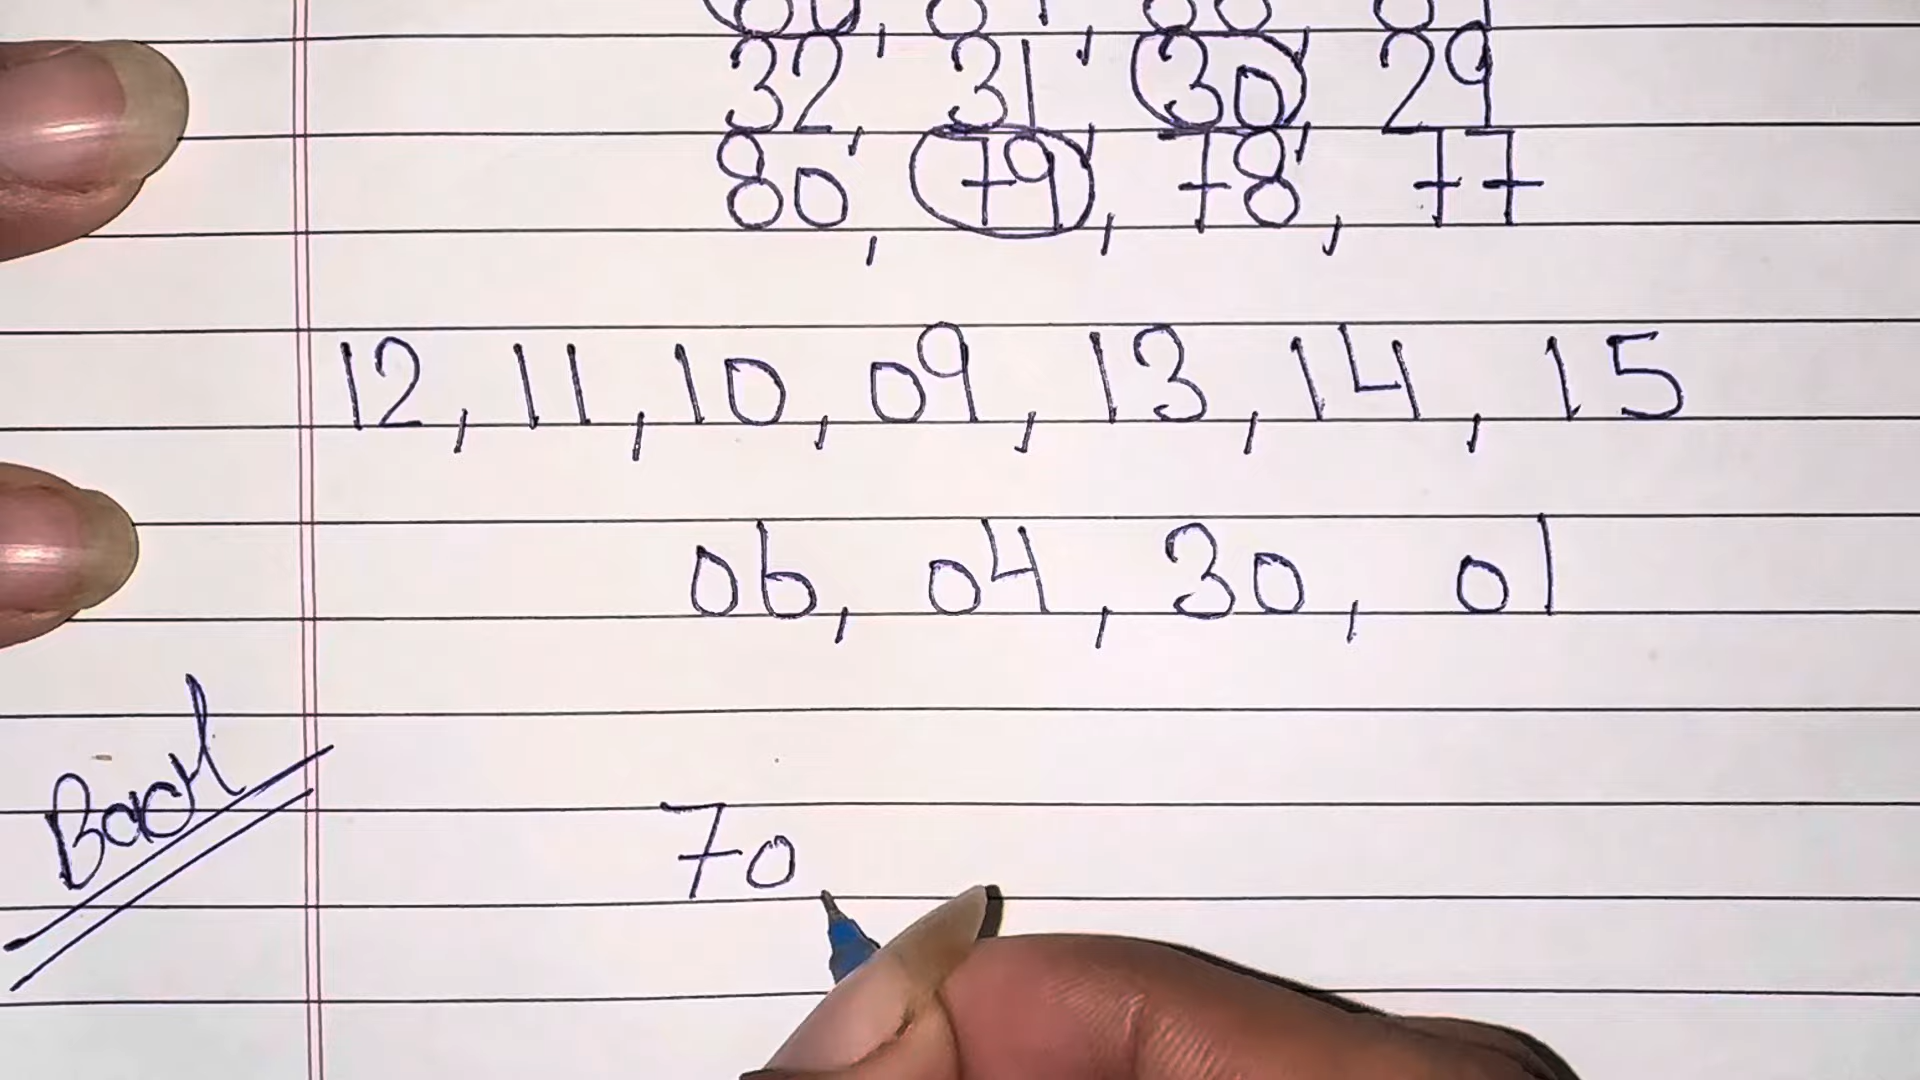 32, 31, 30, 29
80, 79, 78, 77
12, 11, 10, 09, 13, 14, 15
06, 04, 30, 01
70